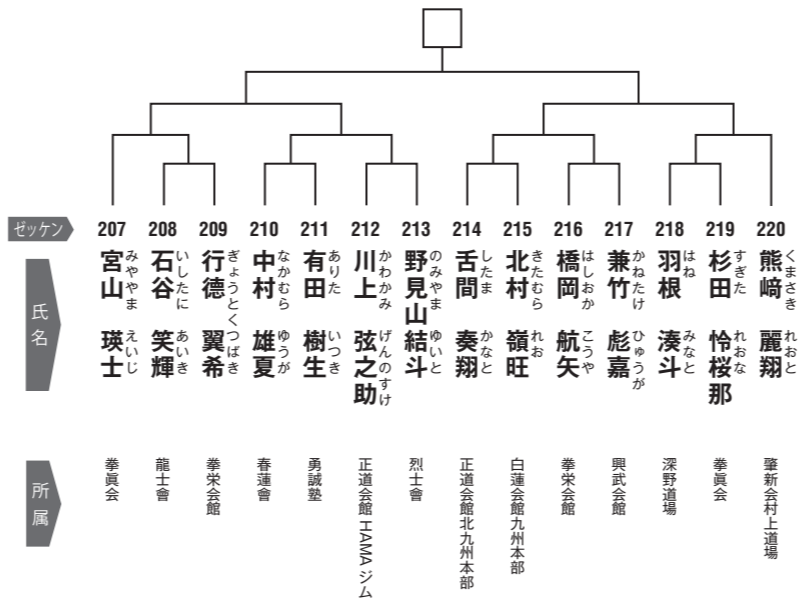 ゼッケン
207 208 209 210 211 212 213 214 215 216 217 218 219 220
氏名
宮山 瑛士
みややま えいじ
石谷 笑輝
いしたに あいき
行德 翼希
ぎょうとく つばき
中村 雄夏
なかむら ゆうが
有田 樹生
ありた いつき
川上 弦之助
かわかみ げんのすけ
野見山 結斗
のみやま ゆいと
舌間 奏翔
したま かなと
北村 嶺旺
きたむら れお
橋岡 航矢
はしおか こうや
兼竹 彪嘉
かねたけ ひゅうが
羽根 湊斗
はね みなと
杉田 怜桜那
すぎた れおな
熊﨑 麗翔
くまさき れおと
所属
拳眞会
龍士會
拳栄会館
春蓮會
勇誠塾
正道会館 HAMA ジム
烈士會
正道会館北九州本部
白蓮会館九州本部
拳栄会館
興武会館
深野道場
拳眞会
肇新会村上道場